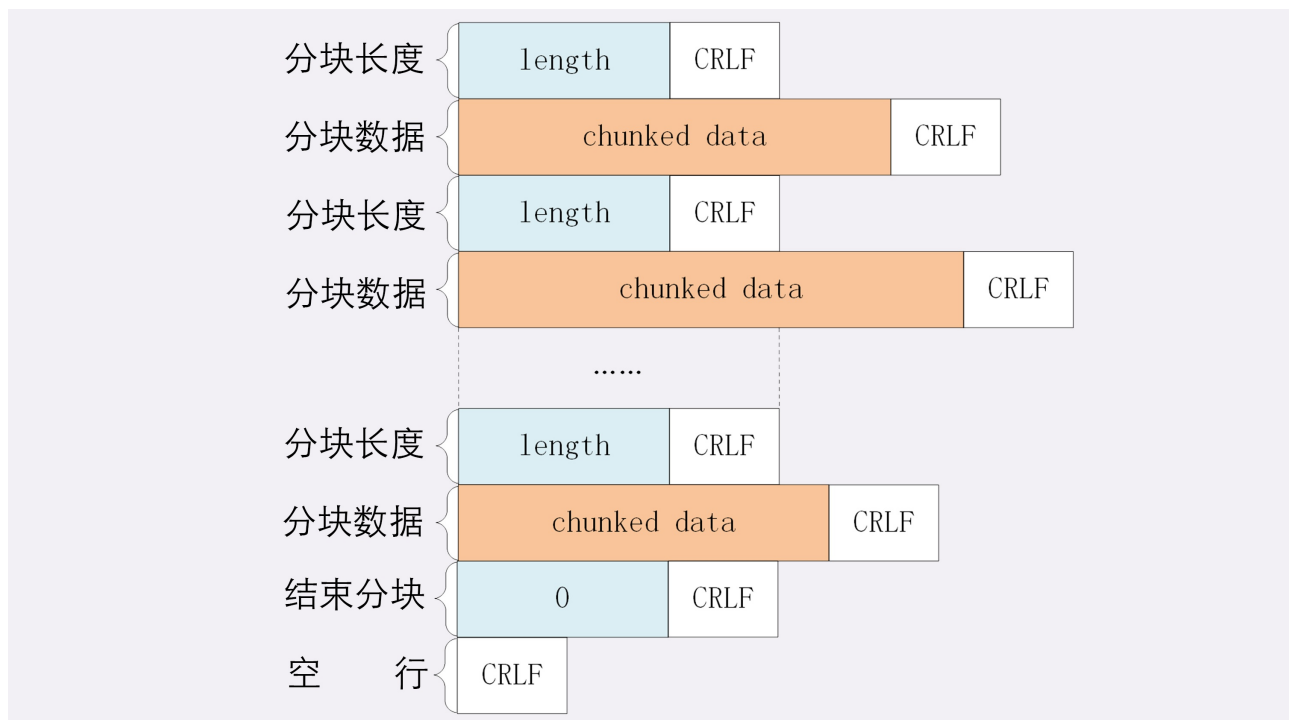 分块长度 length CRLF
分块数据 chunked data CRLF
分块长度 length CRLF
分块数据 chunked data CRLF
......
分块长度 length CRLF
分块数据 chunked data CRLF
结束分块 0 CRLF
空 行 CRLF